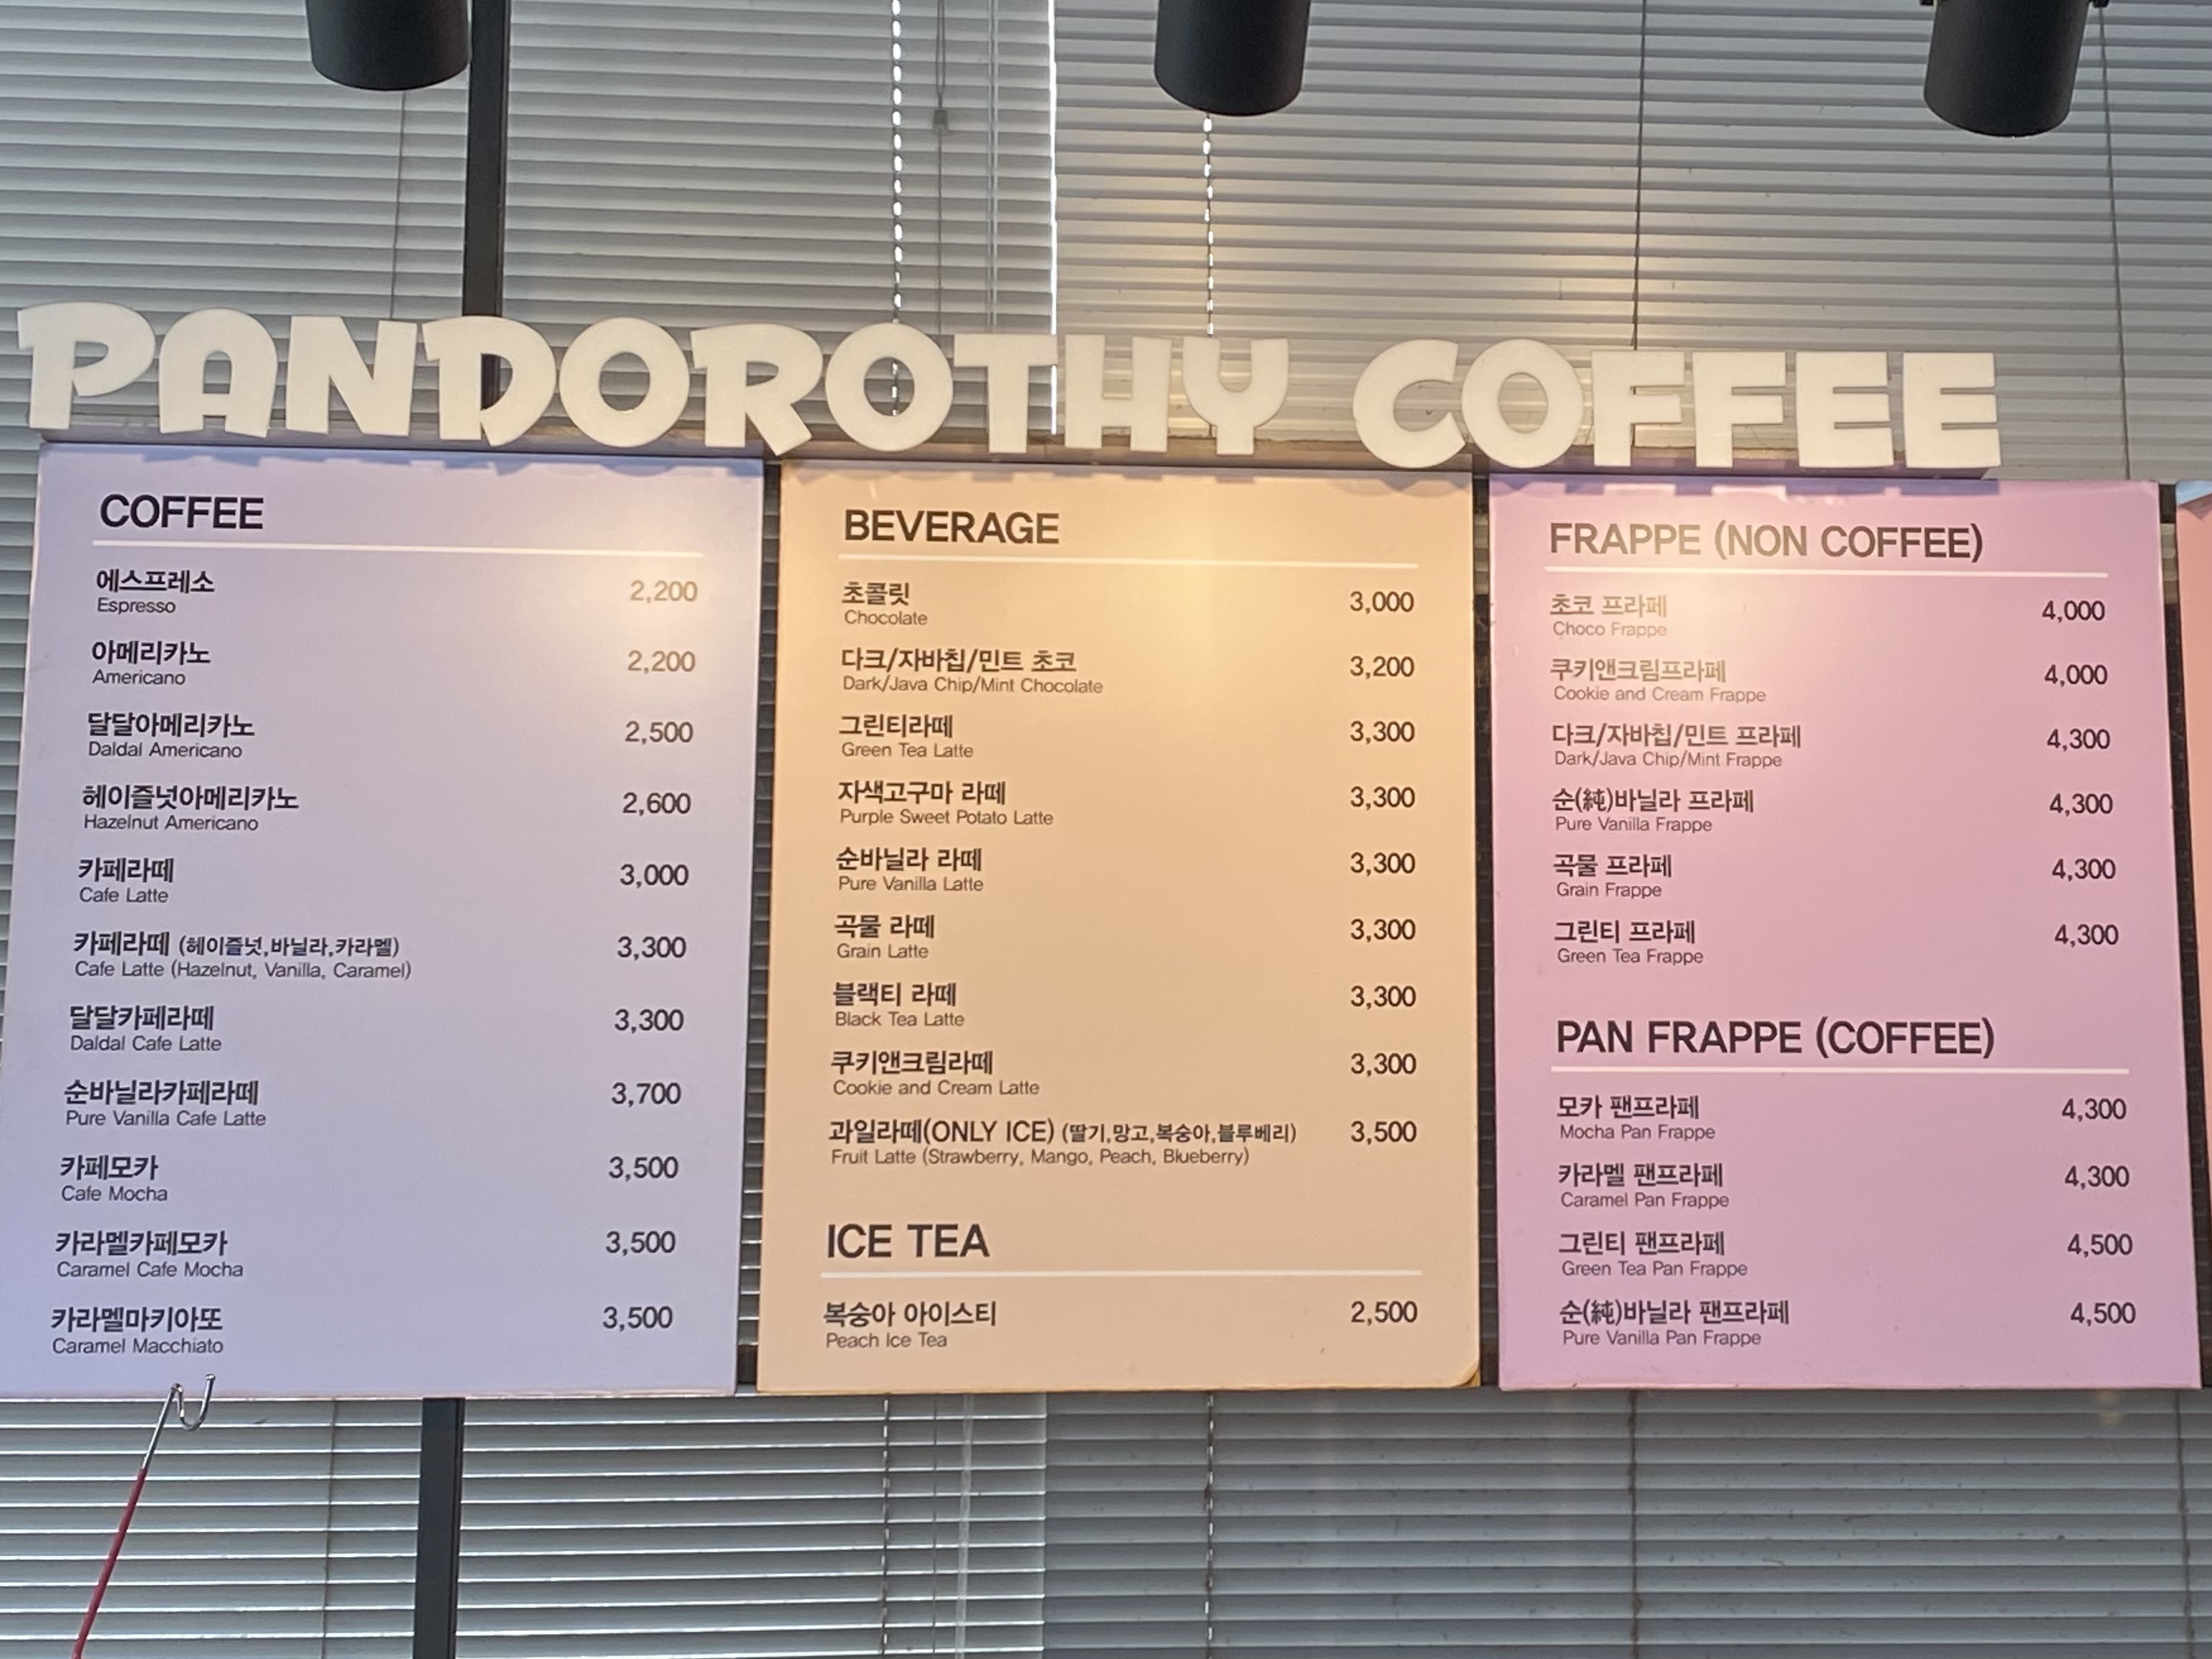 PANDOROTHY COFFEE
COFFEE
에스프레소 2,200
Espresso
아메리카노 2,200
Americano
달달아메리카노 2,500
Daldal Americano
헤이즐넛아메리카노 2,600
Hazelnut Americano
카페라떼 3,000
Cafe Latte
카페라떼 (헤이즐넛,바닐라,카라멜) 3,300
Cafe Latte (Hazelnut, Vanilla, Caramel)
달달카페라떼 3,300
Daldal Cafe Latte
순바닐라카페라떼 3,700
Pure Vanilla Cafe Latte
카페모카 3,500
Cafe Mocha
카라멜카페모카 3,500
Caramel Cafe Mocha
카라멜마키아또 3,500
Caramel Macchiato
BEVERAGE
초콜릿 3,000
Chocolate
다크/자바칩/민트 초코 3,200
Dark/Java Chip/Mint Chocolate
그린티라떼 3,300
Green Tea Latte
자색고구마 라떼 3,300
Purple Sweet Potato Latte
순바닐라 라떼 3,300
Pure Vanilla Latte
곡물 라떼 3,300
Grain Latte
블랙티 라떼 3,300
Black Tea Latte
쿠키앤크림라떼 3,300
Cookie and Cream Latte
과일라떼(ONLY ICE) (딸기,망고,복숭아,블루베리) 3,500
Fruit Latte (Strawberry, Mango, Peach, Blueberry)
ICE TEA
복숭아 아이스티 2,500
Peach Ice Tea
FRAPPE (NON COFFEE)
초코 프라페 4,000
Choco Frappe
쿠키앤크림프라페 4,000
Cookie and Cream Frappe
다크/자바칩/민트 프라페 4,300
Dark/Java Chip/Mint Frappe
순(純)바닐라 프라페 4,300
Pure Vanilla Frappe
곡물 프라페 4,300
Grain Frappe
그린티 프라페 4,300
Green Tea Frappe
PAN FRAPPE (COFFEE)
모카 팬프라페 4,300
Mocha Pan Frappe
카라멜 팬프라페 4,300
Caramel Pan Frappe
그린티 팬프라페 4,500
Green Tea Pan Frappe
순(純)바닐라 팬프라페 4,500
Pure Vanilla Pan Frappe